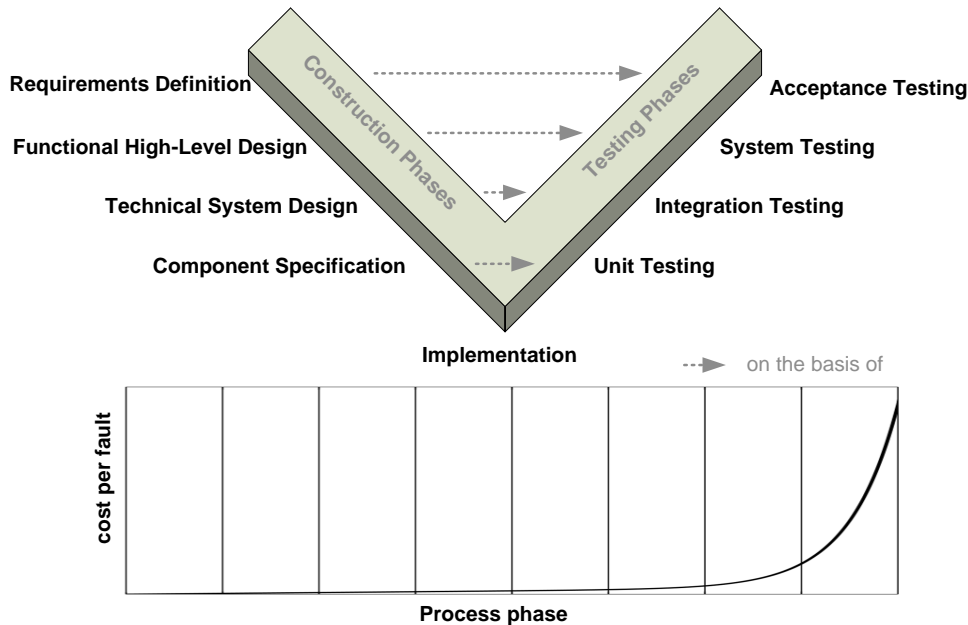 Requirements Definition
Functional High-Level Design
Technical System Design
Component Specification
Construction Phases
Testing Phases
Acceptance Testing
System Testing
Integration Testing
Unit Testing
Implementation
on the basis of
cost per fault
Process phase